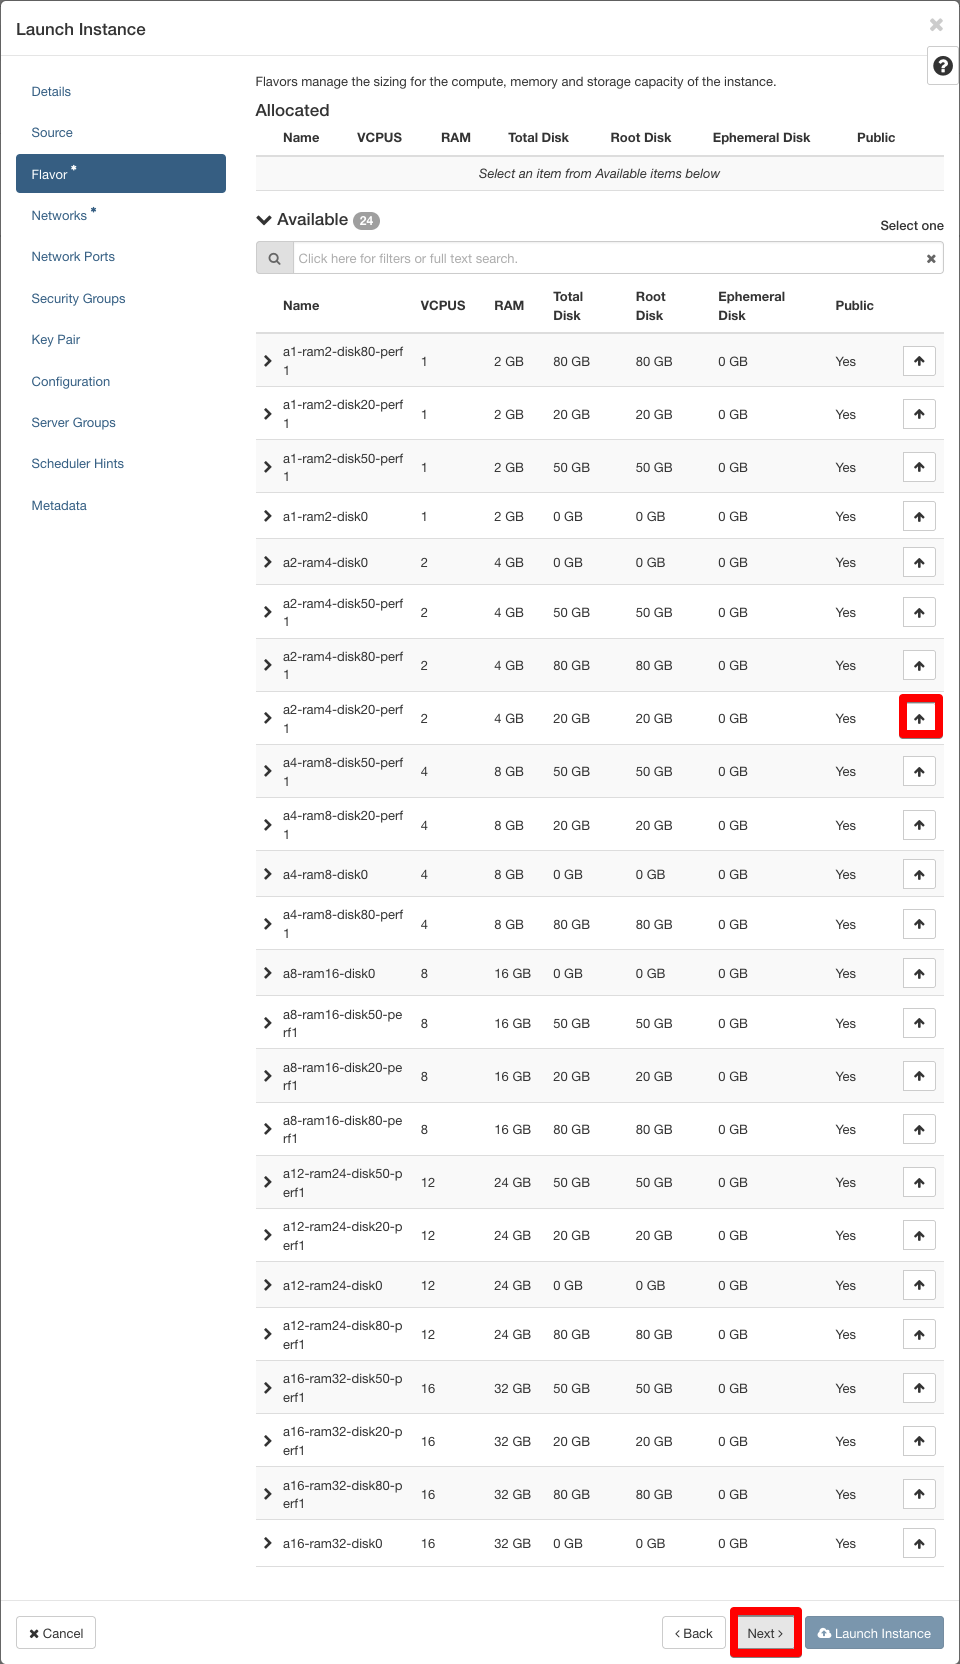 Launch Instance
Details
Source
Flavor *
Networks *
Network Ports
Security Groups
Key Pair
Configuration
Server Groups
Scheduler Hints
Metadata
Flavors manage the sizing for the compute, memory and storage capacity of the instance.
Allocated
Name VCPUS RAM Total Disk Root Disk Ephemeral Disk Public
Select an item from Available items below
Available 24
Select one
Click here for filters or full text search.
Name VCPUS RAM Total Disk Root Disk Ephemeral Disk Public
a1-ram2-disk80-perf1 1 2 GB 80 GB 80 GB 0 GB Yes
a1-ram2-disk20-perf1 1 2 GB 20 GB 20 GB 0 GB Yes
a1-ram2-disk50-perf1 1 2 GB 50 GB 50 GB 0 GB Yes
a1-ram2-disk0 1 2 GB 0 GB 0 GB 0 GB Yes
a2-ram4-disk0 2 4 GB 0 GB 0 GB 0 GB Yes
a2-ram4-disk50-perf1 2 4 GB 50 GB 50 GB 0 GB Yes
a2-ram4-disk80-perf1 2 4 GB 80 GB 80 GB 0 GB Yes
a2-ram4-disk20-perf1 2 4 GB 20 GB 20 GB 0 GB Yes
a4-ram8-disk50-perf1 4 8 GB 50 GB 50 GB 0 GB Yes
a4-ram8-disk20-perf1 4 8 GB 20 GB 20 GB 0 GB Yes
a4-ram8-disk0 4 8 GB 0 GB 0 GB 0 GB Yes
a4-ram8-disk80-perf1 4 8 GB 80 GB 80 GB 0 GB Yes
a8-ram16-disk0 8 16 GB 0 GB 0 GB 0 GB Yes
a8-ram16-disk50-perf1 8 16 GB 50 GB 50 GB 0 GB Yes
a8-ram16-disk20-perf1 8 16 GB 20 GB 20 GB 0 GB Yes
a8-ram16-disk80-perf1 8 16 GB 80 GB 80 GB 0 GB Yes
a12-ram24-disk50-perf1 12 24 GB 50 GB 50 GB 0 GB Yes
a12-ram24-disk20-perf1 12 24 GB 20 GB 20 GB 0 GB Yes
a12-ram24-disk0 12 24 GB 0 GB 0 GB 0 GB Yes
a12-ram24-disk80-perf1 12 24 GB 80 GB 80 GB 0 GB Yes
a16-ram32-disk50-perf1 16 32 GB 50 GB 50 GB 0 GB Yes
a16-ram32-disk20-perf1 16 32 GB 20 GB 20 GB 0 GB Yes
a16-ram32-disk80-perf1 16 32 GB 80 GB 80 GB 0 GB Yes
a16-ram32-disk0 16 32 GB 0 GB 0 GB 0 GB Yes
Cancel
< Back
Next >
Launch Instance